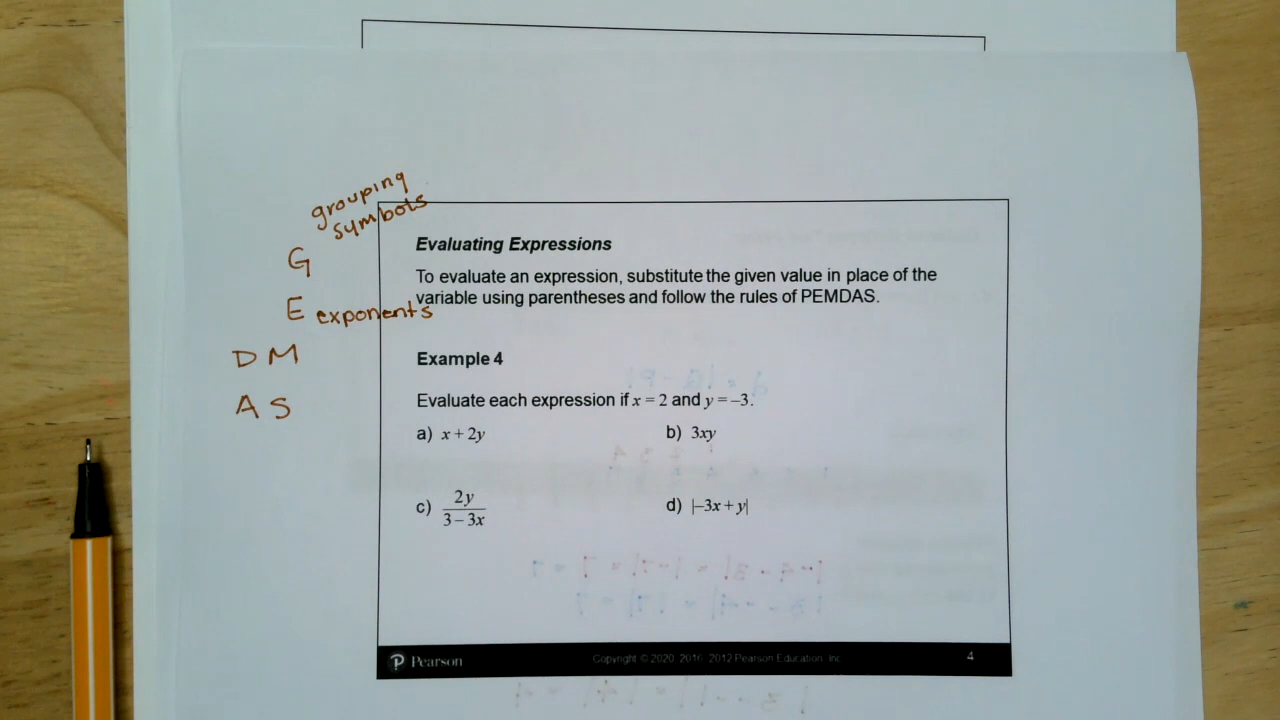 grouping
symbols
G
E exponents
D M
A S
Evaluating Expressions
To evaluate an expression, substitute the given value in place of the
variable using parentheses and follow the rules of PEMDAS.
Example 4
Evaluate each expression if x = 2 and y = –3.
a) x + 2y
b) 3xy
c) 2y
3 – 3x
d) |–3x + y|
Pearson
Copyright © 2020, 2016, 2012 Pearson Education, Inc.
4